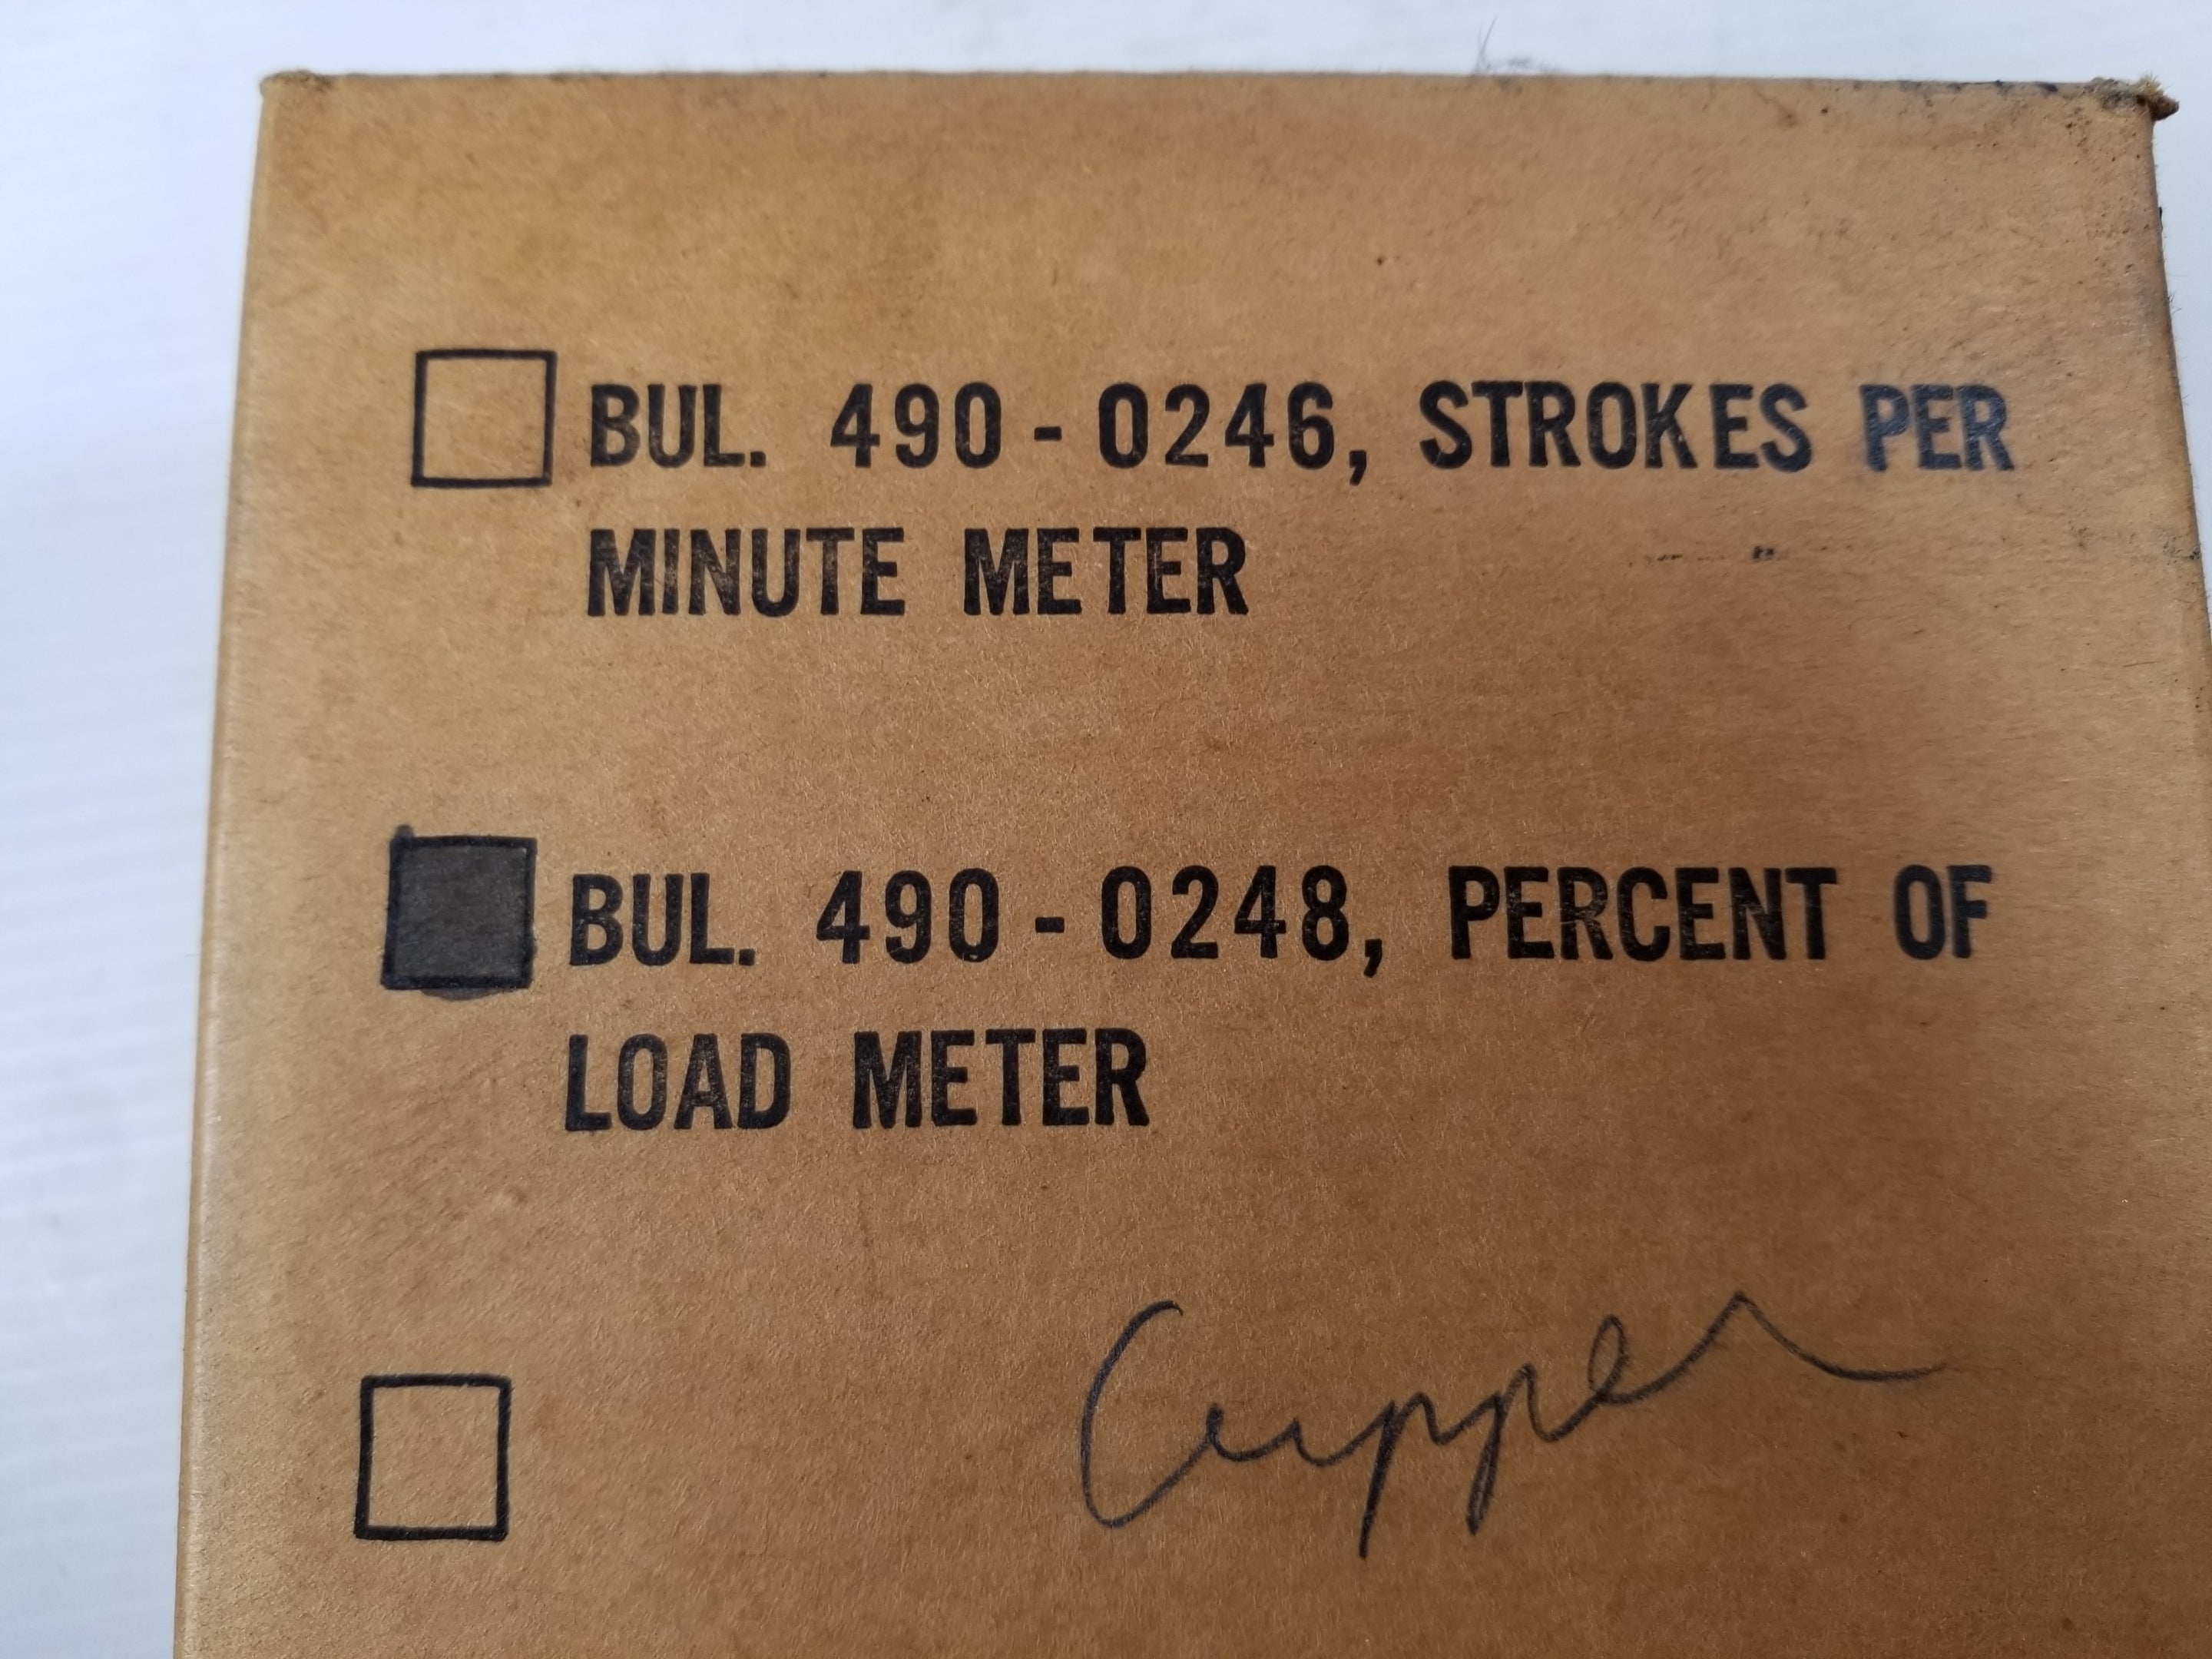 BUL. 490-0246, STROKES PER
MINUTE METER
BUL. 490-0248, PERCENT OF
LOAD METER
Cupper